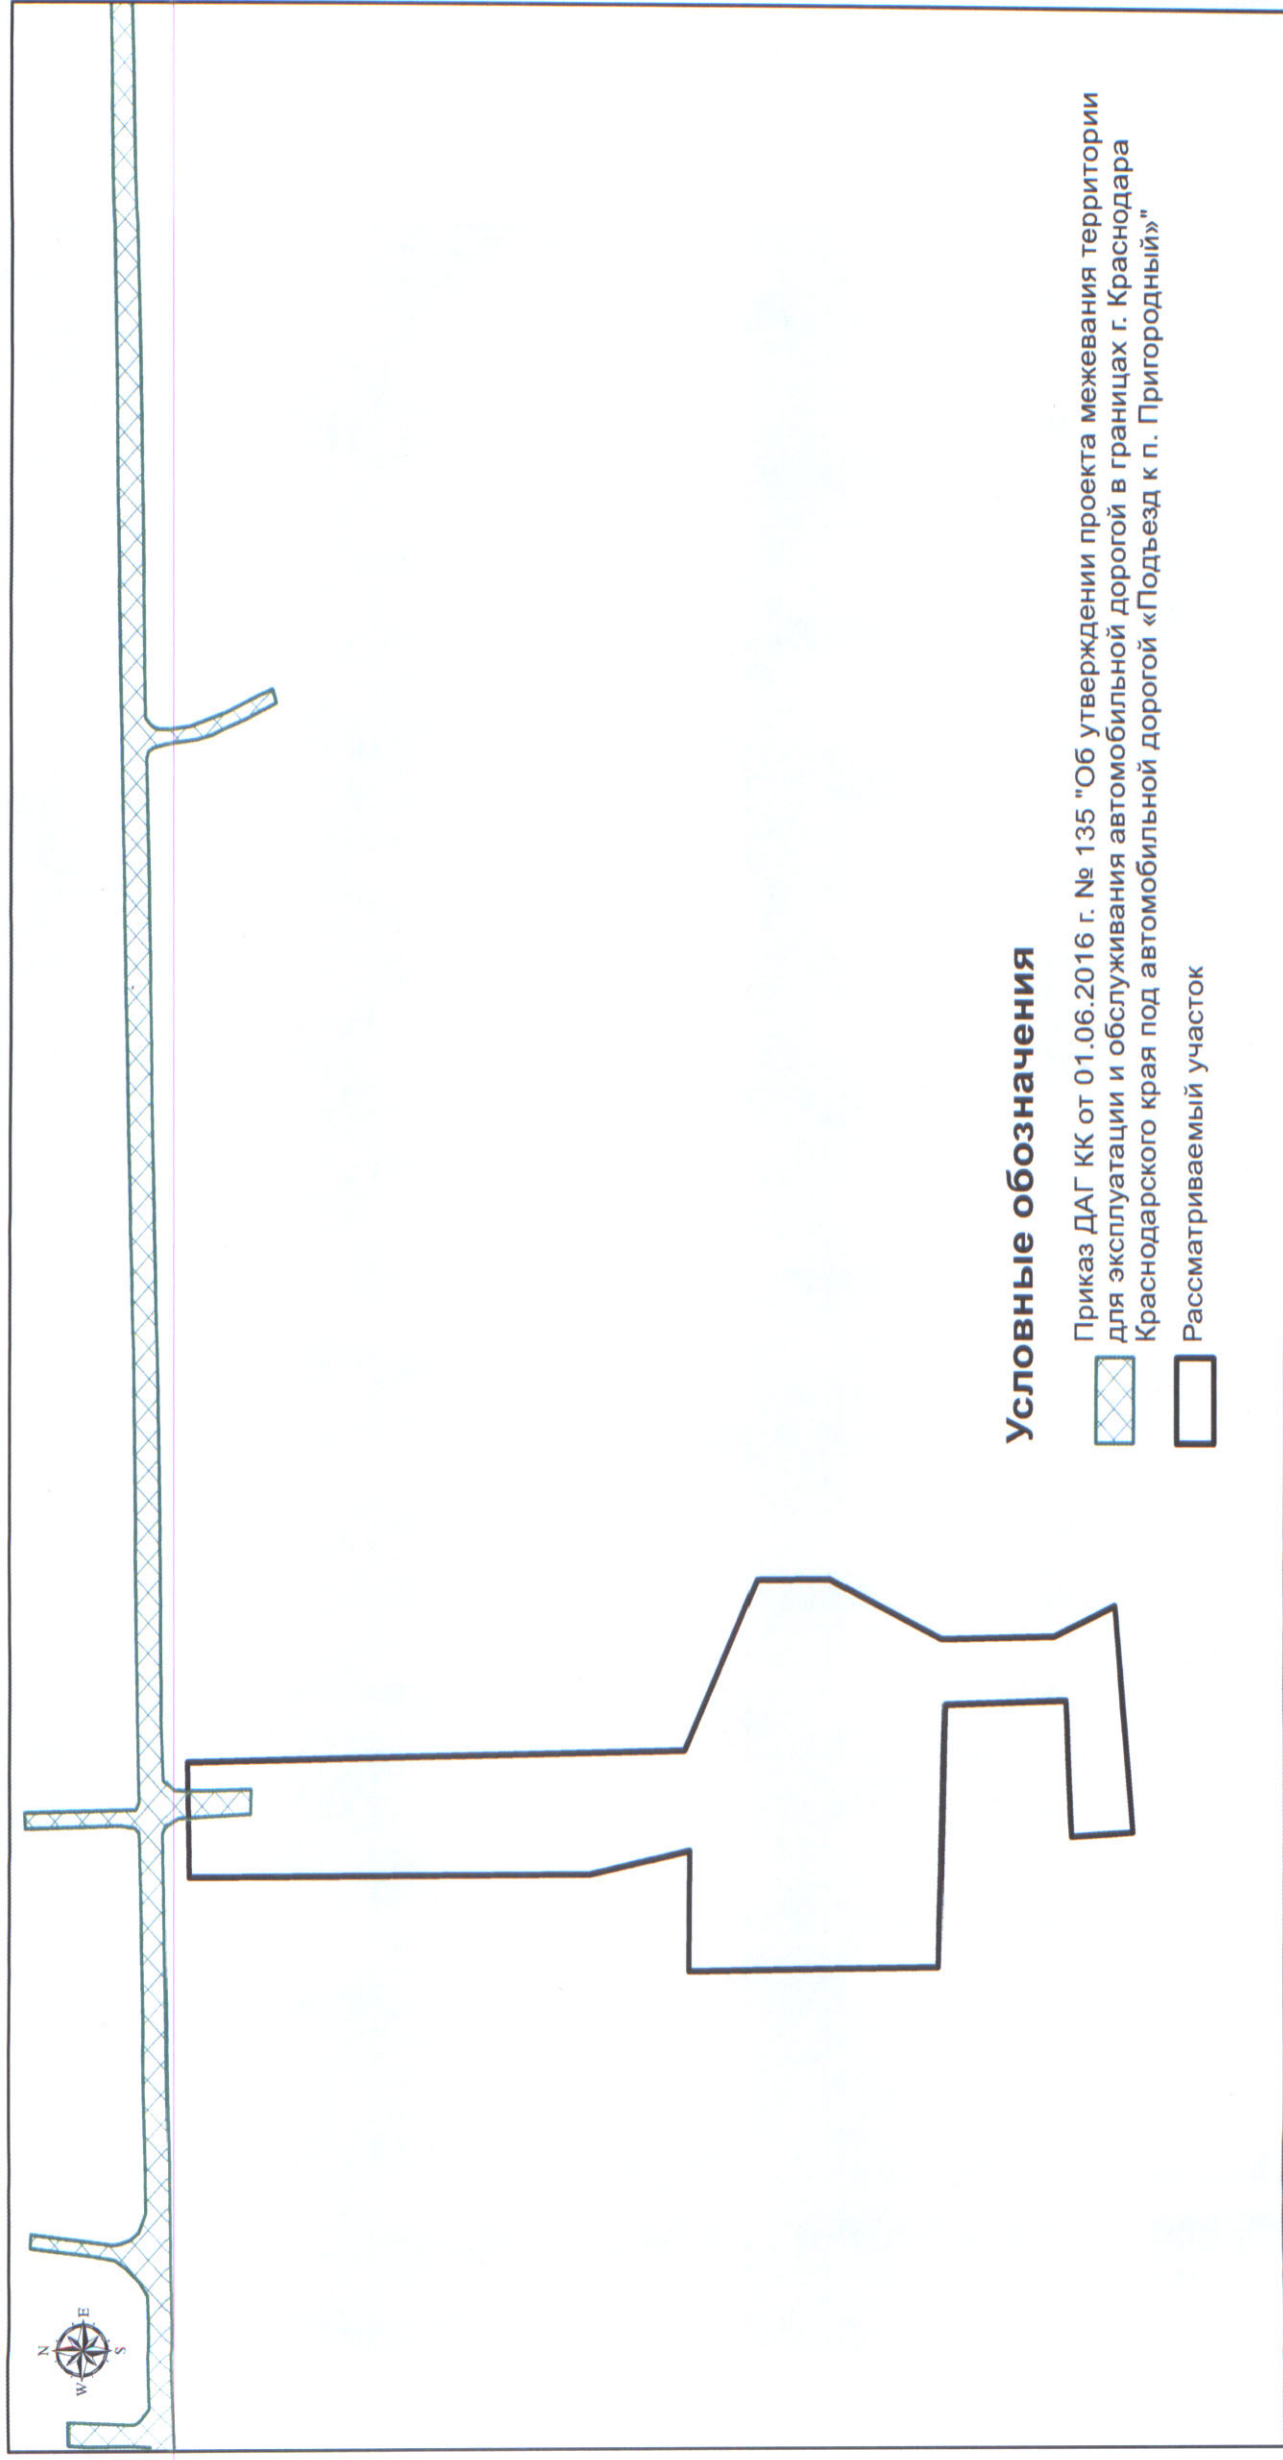 N
W
E
S
Условные обозначения
Приказ ДАГ КК от 01.06.2016 г. № 135 "Об утверждении проекта межевания территории
для эксплуатации и обслуживания автомобильной дорогой в границах г. Краснодара
Краснодарского края под автомобильной дорогой «Подъезд к п. Пригородный»"
Рассматриваемый участок